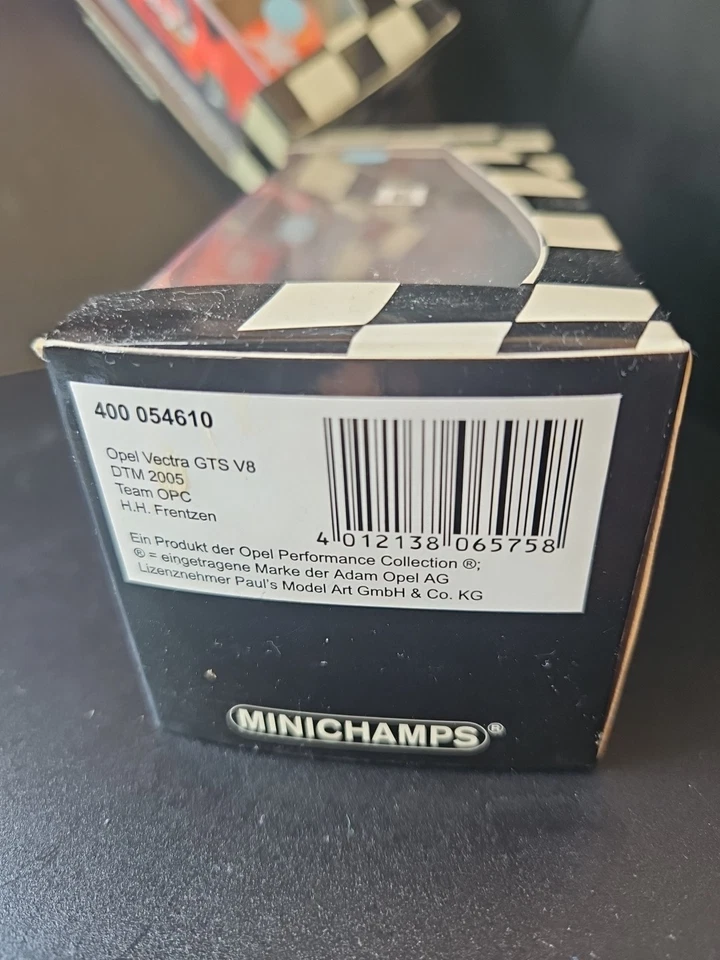 400 054610
Opel Vectra GTS V8
DTM 2005
Team OPC
H.H. Frentzen
Ein Produkt der Opel Performance Collection ®;
® = eingetragene Marke der Adam Opel AG
Lizenznehmer Paul's Model Art GmbH & Co. KG
4 012138 065758
MINICHAMPS ®